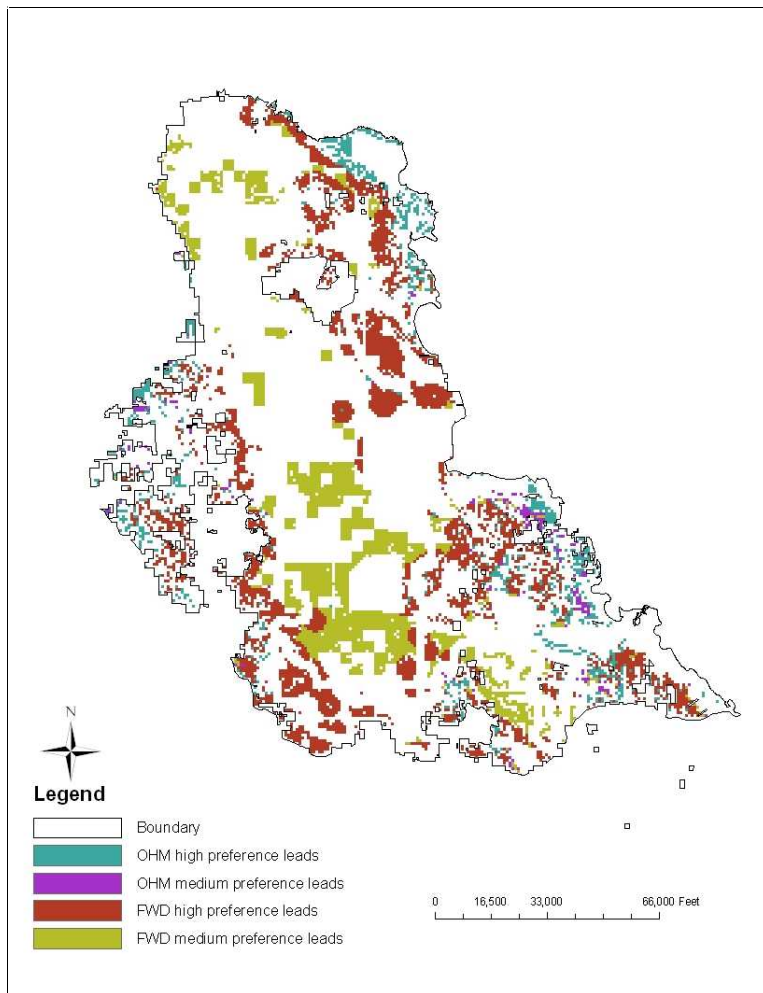 N
Legend
Boundary
OHM high preference leads
OHM medium preference leads
FWD high preference leads
FWD medium preference leads
0 16,500 33,000 66,000 Feet